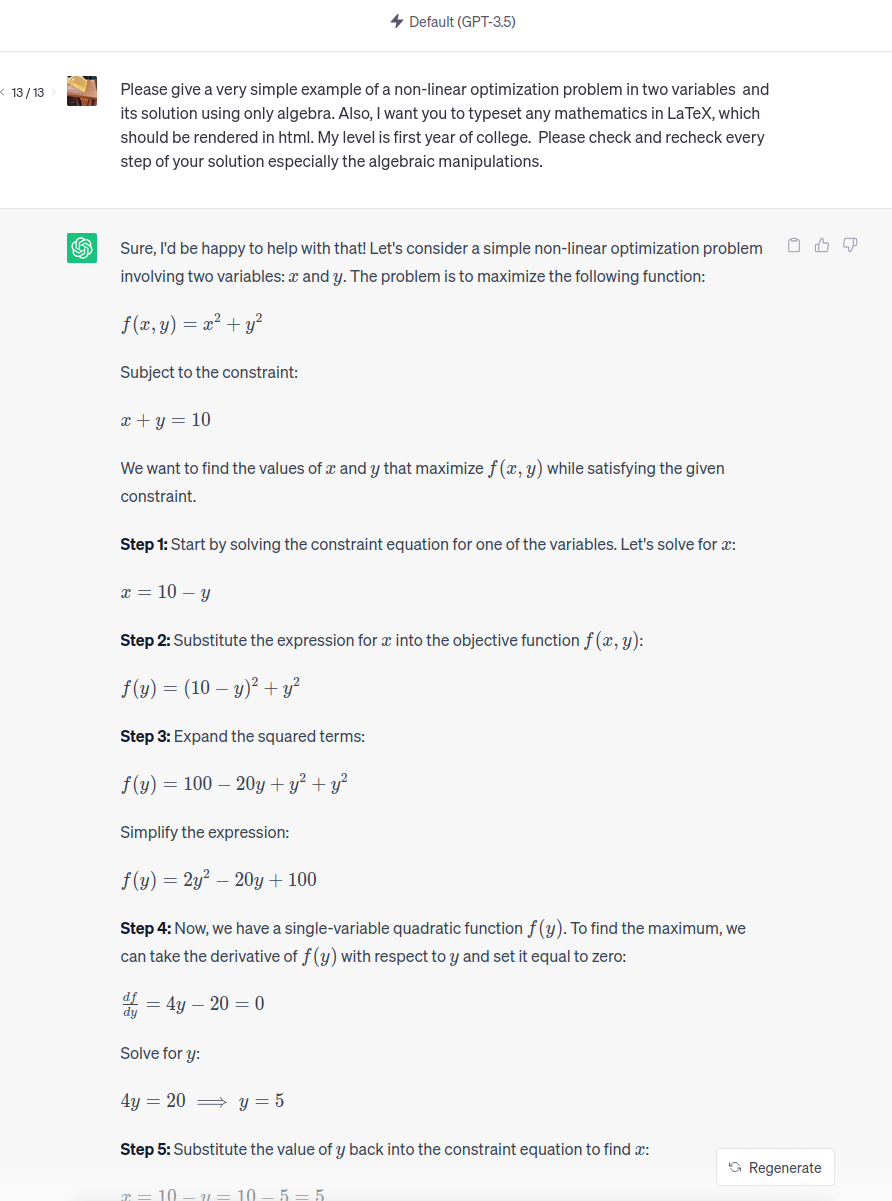 Default (GPT-3.5)
13 / 13
Please give a very simple example of a non-linear optimization problem in two variables and
its solution using only algebra. Also, I want you to typeset any mathematics in LaTeX, which
should be rendered in html. My level is first year of college. Please check and recheck every
step of your solution especially the algebraic manipulations.
Sure, I'd be happy to help with that! Let's consider a simple non-linear optimization problem
involving two variables: x and y. The problem is to maximize the following function:
f(x, y) = x² + y²
Subject to the constraint:
x + y = 10
We want to find the values of x and y that maximize f(x, y) while satisfying the given
constraint.
Step 1: Start by solving the constraint equation for one of the variables. Let's solve for x:
x = 10 − y
Step 2: Substitute the expression for x into the objective function f(x, y):
f(y) = (10 − y)² + y²
Step 3: Expand the squared terms:
f(y) = 100 − 20y + y² + y²
Simplify the expression:
f(y) = 2y² − 20y + 100
Step 4: Now, we have a single-variable quadratic function f(y). To find the maximum, we
can take the derivative of f(y) with respect to y and set it equal to zero:
df/dy = 4y − 20 = 0
Solve for y:
4y = 20 ⟹ y = 5
Step 5: Substitute the value of y back into the constraint equation to find x:
Regenerate
x = 10 − y = 10 − 5 = 5